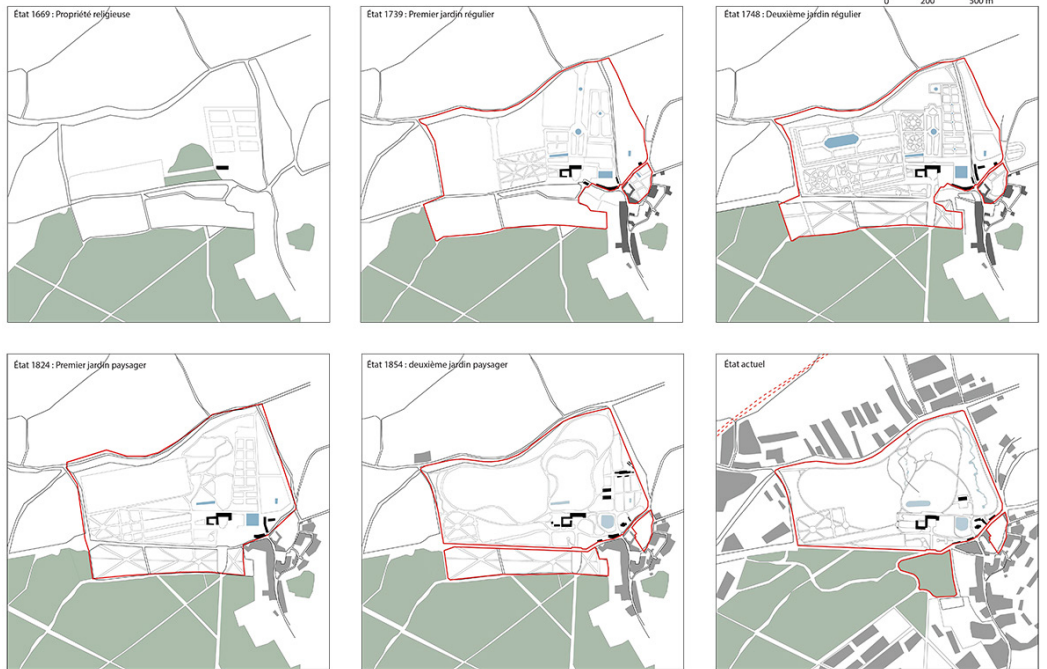 0 200 500 m
État 1669 : Propriété religieuse
État 1739 : Premier jardin régulier
État 1748 : Deuxième jardin régulier
État 1824 : Premier jardin paysager
État 1854 : deuxième jardin paysager
État actuel